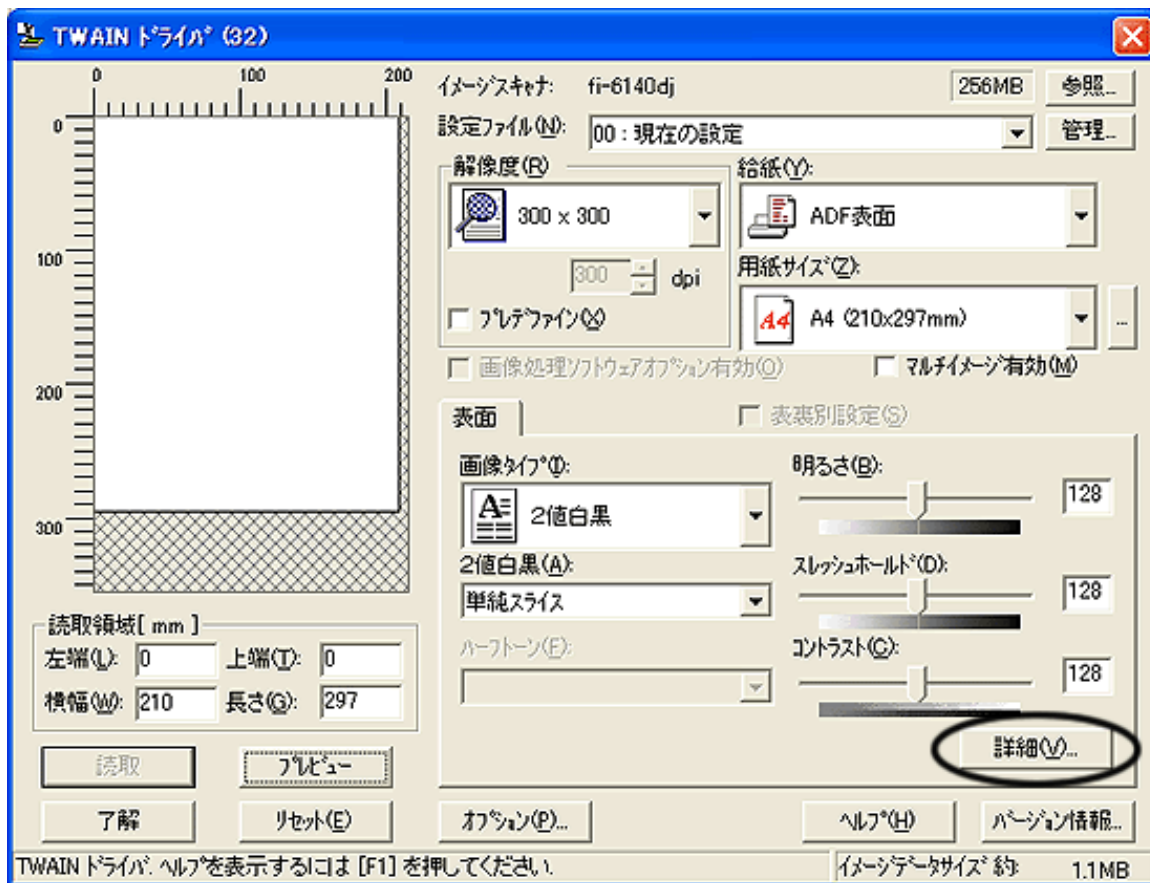 TWAIN ドライバ (32)
0 100 200
0
100
200
300
イメージスキャナ: fi-6140dj 256MB 参照...
設定ファイル(N): 00 : 現在の設定 管理...
解像度(R)
300 x 300
300 dpi
プレデファイン(X)
給紙(Y):
ADF表面
用紙サイズ(Z):
A4 A4 (210x297mm) ...
画像処理ソフトウェアオプション有効(O) マルチイメージ有効(M)
表面 表裏別設定(S)
画像タイプ(I):
A 2値白黒
2値白黒(A):
単純スライス
ハーフトーン(F):
明るさ(B):
128
スレッシュホールド(D):
128
コントラスト(C):
128
詳細(V)...
読取領域[ mm ]
左端(L): 0 上端(T): 0
横幅(W): 210 長さ(G): 297
読取 プレビュー
了解 リセット(E) オプション(P)... ヘルプ(H) バージョン情報...
TWAIN ドライバ. ヘルプを表示するには [F1] を押してください. イメージデータサイズ 約: 1.1MB